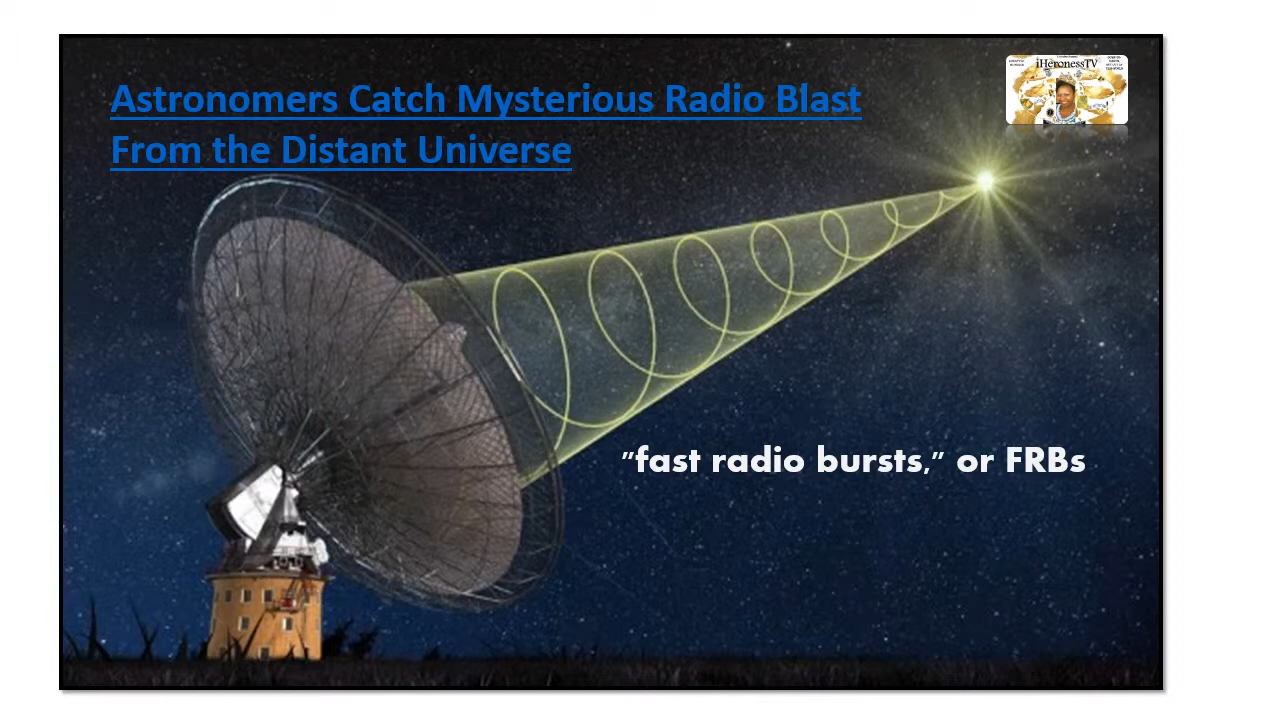 Astronomers Catch Mysterious Radio Blast
From the Distant Universe
iHeronessTV
"fast radio bursts,” or FRBs